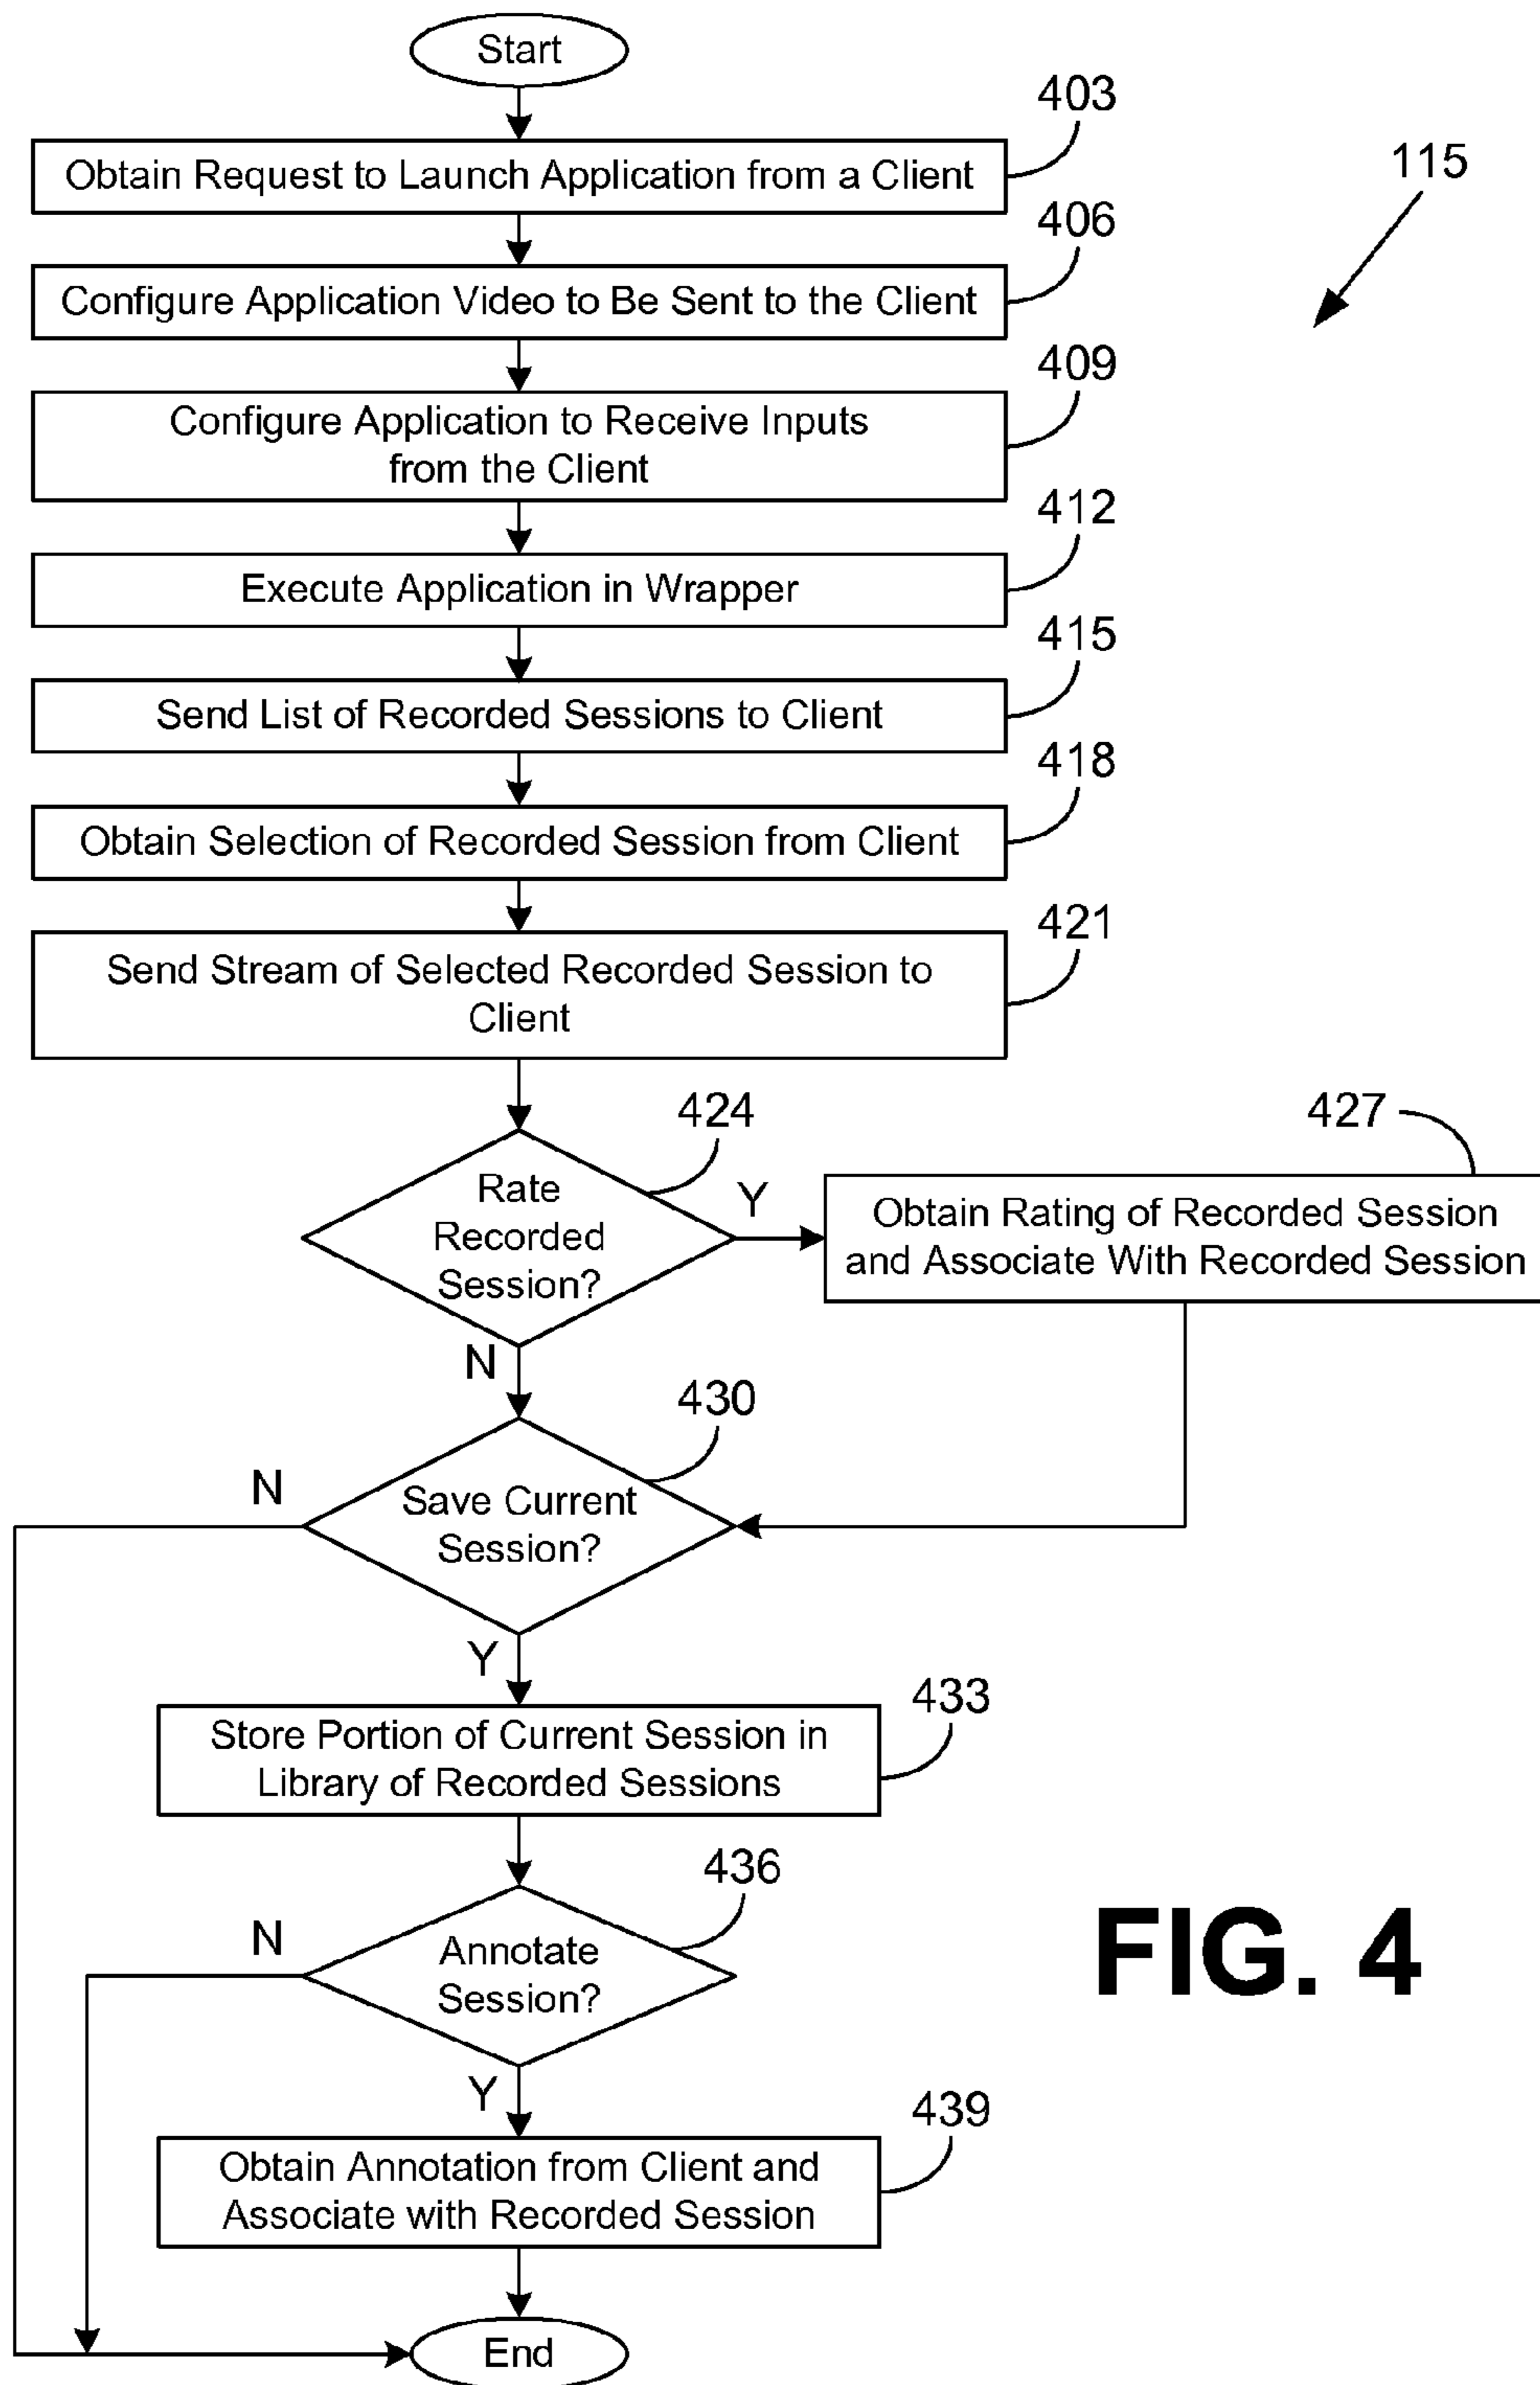 Start
403
Obtain Request to Launch Application from a Client
115
406
Configure Application Video to Be Sent to the Client
409
Configure Application to Receive Inputs
from the Client
412
Execute Application in Wrapper
415
Send List of Recorded Sessions to Client
418
Obtain Selection of Recorded Session from Client
421
Send Stream of Selected Recorded Session to
Client
424
Rate
Recorded
Session?
Y
427
Obtain Rating of Recorded Session
and Associate With Recorded Session
N
430
N
Save Current
Session?
Y
433
Store Portion of Current Session in
Library of Recorded Sessions
436
N
Annotate
Session?
FIG. 4
Y
439
Obtain Annotation from Client and
Associate with Recorded Session
End